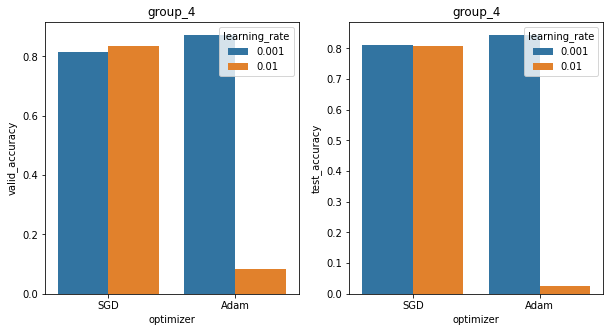 group_4
learning_rate
0.001
0.01
0.8
0.6
0.4
0.2
0.0
valid_accuracy
SGD
Adam
optimizer
group_4
learning_rate
0.001
0.01
0.8
0.7
0.6
0.5
0.4
0.3
0.2
0.1
0.0
test_accuracy
SGD
Adam
optimizer